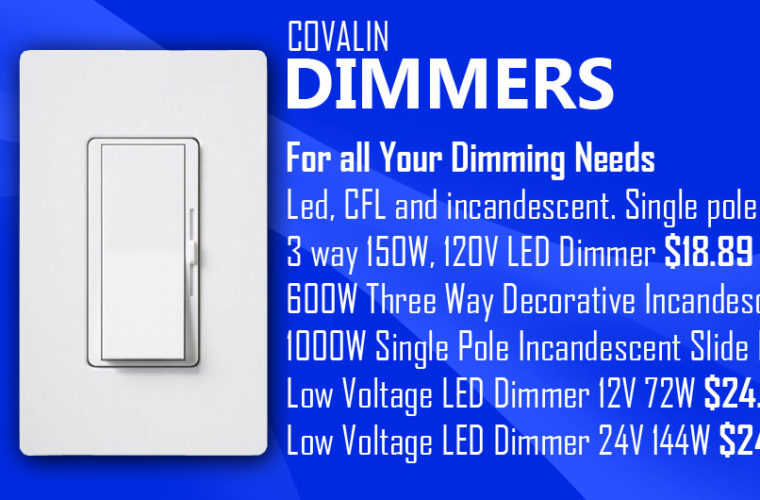 COVALIN
DIMMERS
For all Your Dimming Needs
Led, CFL and incandescent. Single pole
3 way 150W, 120V LED Dimmer $18.89
600W Three Way Decorative
1000W Single Pole Incandescent Slide
Low Voltage LED Dimmer 12V 72W $24.
Low Voltage LED Dimmer 24V 144W